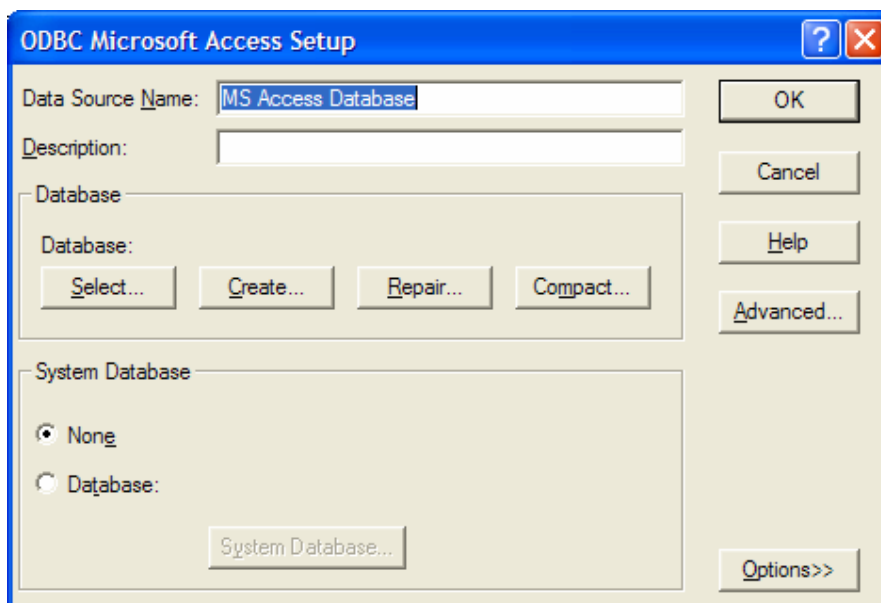 ODBC Microsoft Access Setup
Data Source Name: MS Access Database
OK
Description:
Cancel
Database
Database:
Help
Select... Create... Repair... Compact...
Advanced...
System Database
None
Database:
System Database...
Options>>